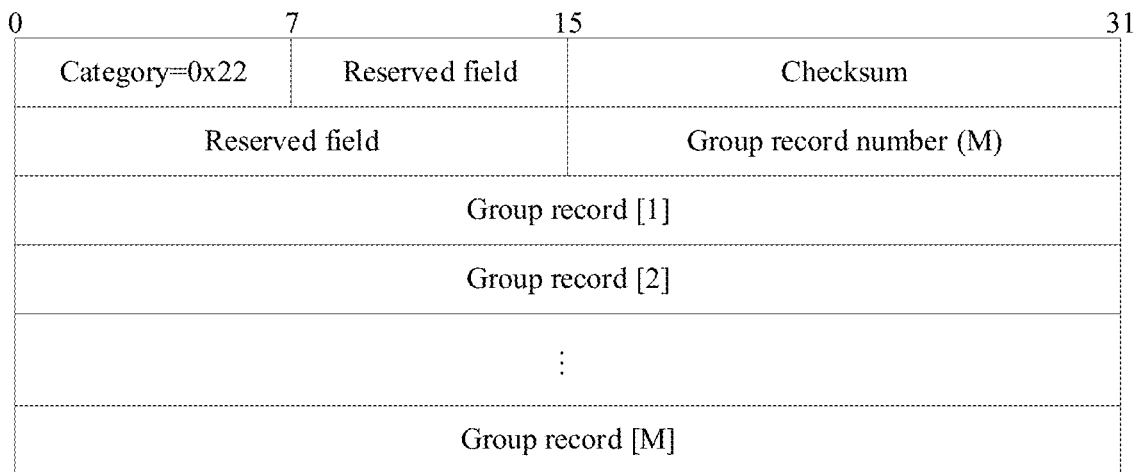 0 7 15 31
Category=0x22 Reserved field Checksum
Reserved field Group record number (M)
Group record [1]
Group record [2]
⋮
Group record [M]